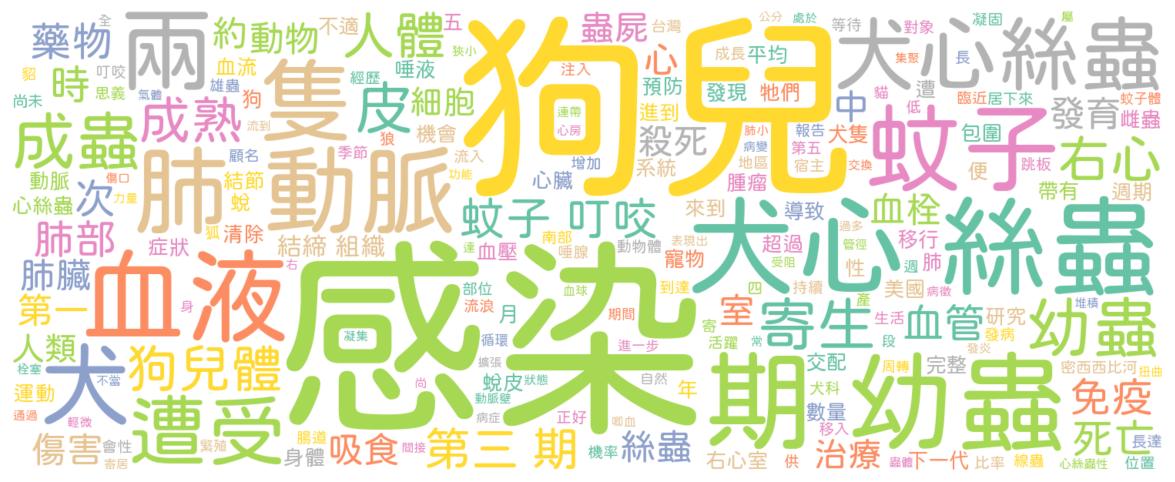 藥物 兩 約 動物 不適 人體 五 蟲屍 台灣 狗兒 公分 處於 等待 對象 凝固 屬
全 叮咬 血流 經歷 狹小 唾液 心 成長 平均 犬心絲蟲 集聚 長
貂 時 思義 氣體 雄蟲 隻 皮 細胞 注入 預防 發現 牠們 中 遭 貓 低 臨近 居下來 蚊子體 雌蟲
尚未 成蟲 成熟 狗 流到 狼 機會 連帶 心房 進到 殺死 肺小 病變 報告 第五 犬隻 蚊子 包圍 發育 跳板 右心
動脈 傷口 顧名 季節 肺 動脈 流入 功能 增加 系統 地區 宿主 交換 便 帶有 週期
心絲蟲 次 結節 力量 蛻 心臟 腫瘤 來到 導致 血栓
肺部 症狀 狐 清除 結締 組織 蚊子 叮咬 南部 動物體 表現出 寵物 超過 過多 管徑 移行
肺臟 右 達 血壓 唾腺 犬心絲蟲 受阻 性 週 肺
第一 血液 身 感染 部位 流浪 月 血球 期間 到達 四 持續 產 美國 病徵 堆積
人類 栓塞 凝集 循環 進一步 寄 活躍 室 常 寄生 生活 段 血管 研究 發病 幼蟲
犬 不當 狗兒體 擴張 尚 蛻皮 狀態 自然 年 期 交配 周轉 發炎 完整 密西西比河 扭曲
運動 通過 輕微 遭受 動脈壁 病症 正好 啣血 犬科 數量 移入 幼蟲 免疫
傷害 會性 寄居 繁殖 腸道 身體 吸食 間接 第三 期 機率 絲蟲 右心室 供 治療 蟲體 下一代 比率 線蟲 死亡 心絲蟲性 長達 位置